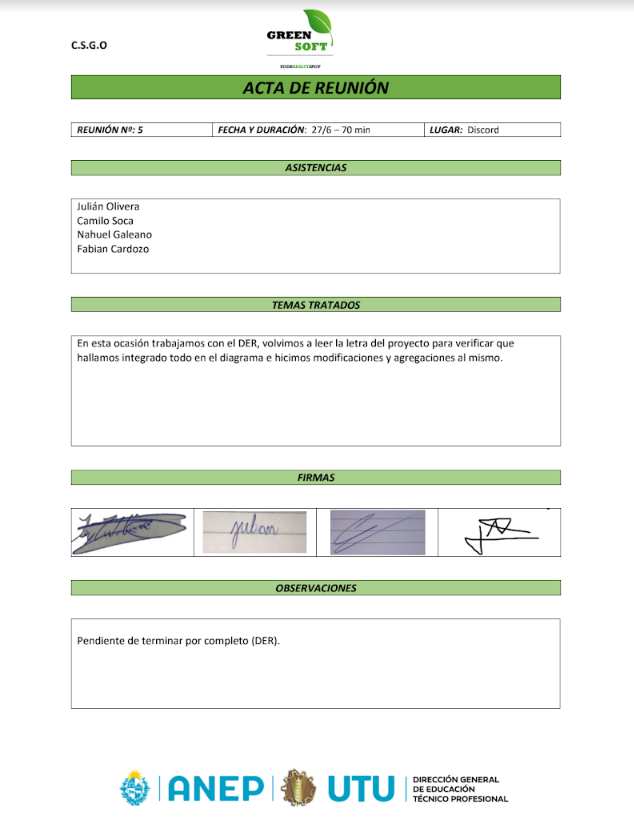 C.S.G.O
GREEN
SOFT
ACTA DE REUNIÓN
REUNIÓN Nº: 5
FECHA Y DURACIÓN: 27/6 – 70 min
LUGAR: Discord
ASISTENCIAS
Julián Olivera
Camilo Soca
Nahuel Galeano
Fabian Cardozo
TEMAS TRATADOS
En esta ocasión trabajamos con el DER, volvimos a leer la letra del proyecto para verificar que
hallamos integrado todo en el diagrama e hicimos modificaciones y agregaciones al mismo.
FIRMAS
OBSERVACIONES
Pendiente de terminar por completo (DER).
ANEP
UTU
DIRECCIÓN GENERAL
DE EDUCACIÓN
TÉCNICO PROFESIONAL